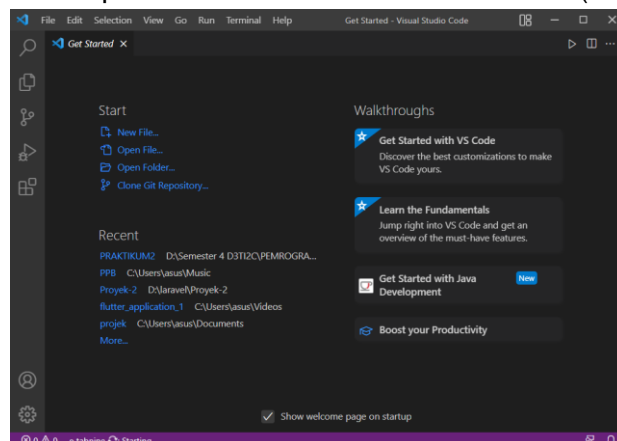 File Edit Selection View Go Run Terminal Help Get Started - Visual Studio Code
Get Started
Start
New File...
Open File...
Open Folder...
Clone Git Repository...
Recent
PRAKTIKUM2 D:\Semester 4 D3TI2C\PEMROGRA...
PPB C:\Users\asus\Music
Proyek-2 D:\laravel\Proyek-2
flutter_application_1 C:\Users\asus\Videos
projek C:\Users\asus\Documents
More...
Walkthroughs
Get Started with VS Code
Discover the best customizations to make
VS Code yours.
Learn the Fundamentals
Jump right into VS Code and get an
overview of the must-have features.
Get Started with Java New
Development
Boost your Productivity
Show welcome page on startup
0 0 tabnine Starting